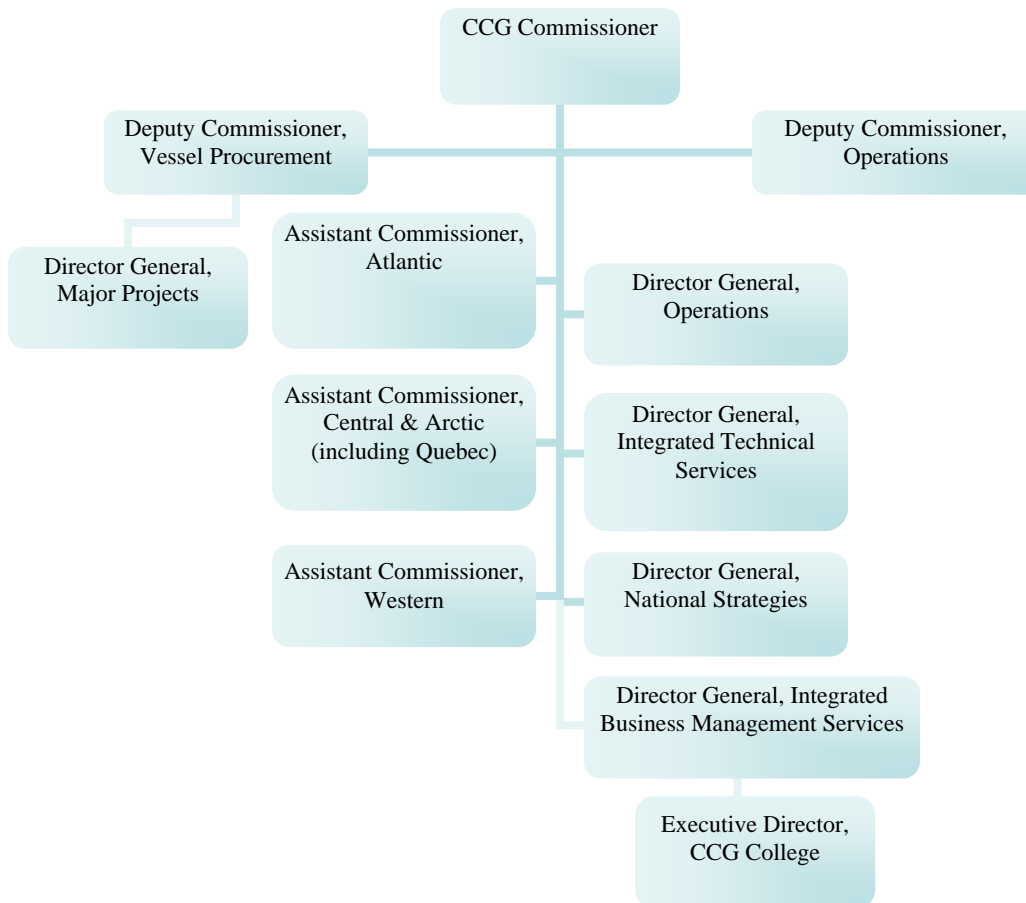 CCG Commissioner
Deputy Commissioner,
Vessel Procurement
Deputy Commissioner,
Operations
Assistant Commissioner,
Atlantic
Director General,
Major Projects
Director General,
Operations
Assistant Commissioner,
Central & Arctic
(including Quebec)
Director General,
Integrated Technical
Services
Assistant Commissioner,
Western
Director General,
National Strategies
Director General, Integrated
Business Management Services
Executive Director,
CCG College